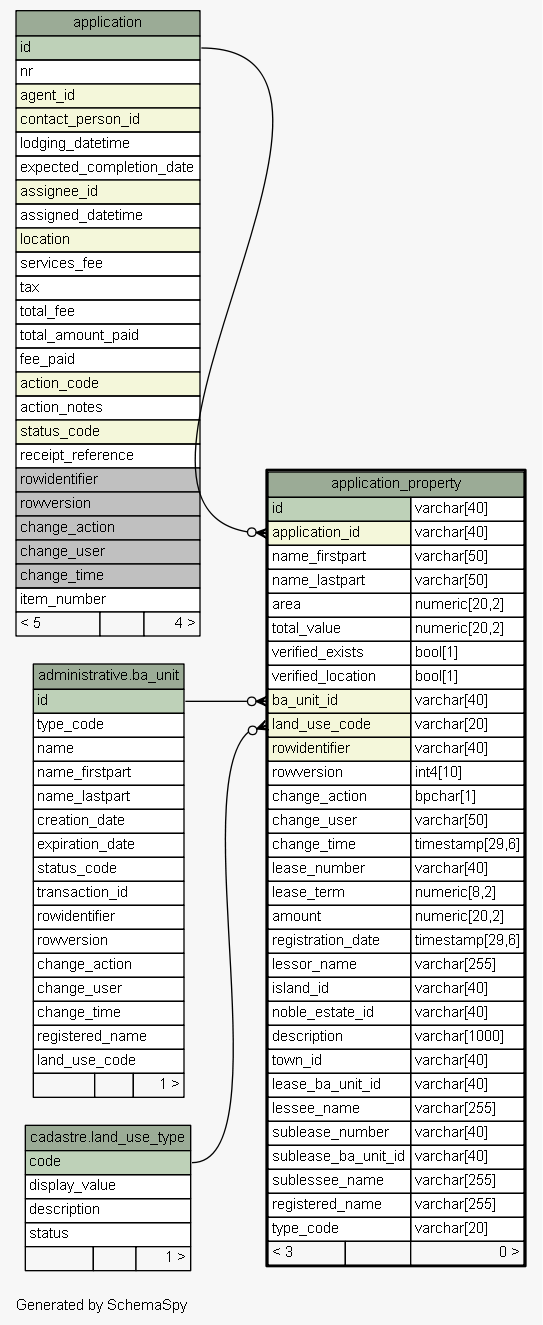 application
id
nr
agent_id
contact_person_id
lodging_datetime
expected_completion_date
assignee_id
assigned_datetime
location
services_fee
tax
total_fee
total_amount_paid
fee_paid
action_code
action_notes
status_code
receipt_reference
rowidentifier
rowversion
change_action
change_user
change_time
item_number
< 5 4 >
administrative.ba_unit
id
type_code
name
name_firstpart
name_lastpart
creation_date
expiration_date
status_code
transaction_id
rowidentifier
rowversion
change_action
change_user
change_time
registered_name
land_use_code
1 >
cadastre.land_use_type
code
display_value
description
status
1 >
application_property
id varchar[40]
application_id varchar[40]
name_firstpart varchar[50]
name_lastpart varchar[50]
area numeric[20,2]
total_value numeric[20,2]
verified_exists bool[1]
verified_location bool[1]
ba_unit_id varchar[40]
land_use_code varchar[20]
rowidentifier varchar[40]
rowversion int4[10]
change_action bpchar[1]
change_user varchar[50]
change_time timestamp[29,6]
lease_number varchar[40]
lease_term numeric[8,2]
amount numeric[20,2]
registration_date timestamp[29,6]
lessor_name varchar[255]
island_id varchar[40]
noble_estate_id varchar[40]
description varchar[1000]
town_id varchar[40]
lease_ba_unit_id varchar[40]
lessee_name varchar[255]
sublease_number varchar[40]
sublease_ba_unit_id varchar[40]
sublessee_name varchar[255]
registered_name varchar[255]
type_code varchar[20]
< 3 0 >
Generated by SchemaSpy